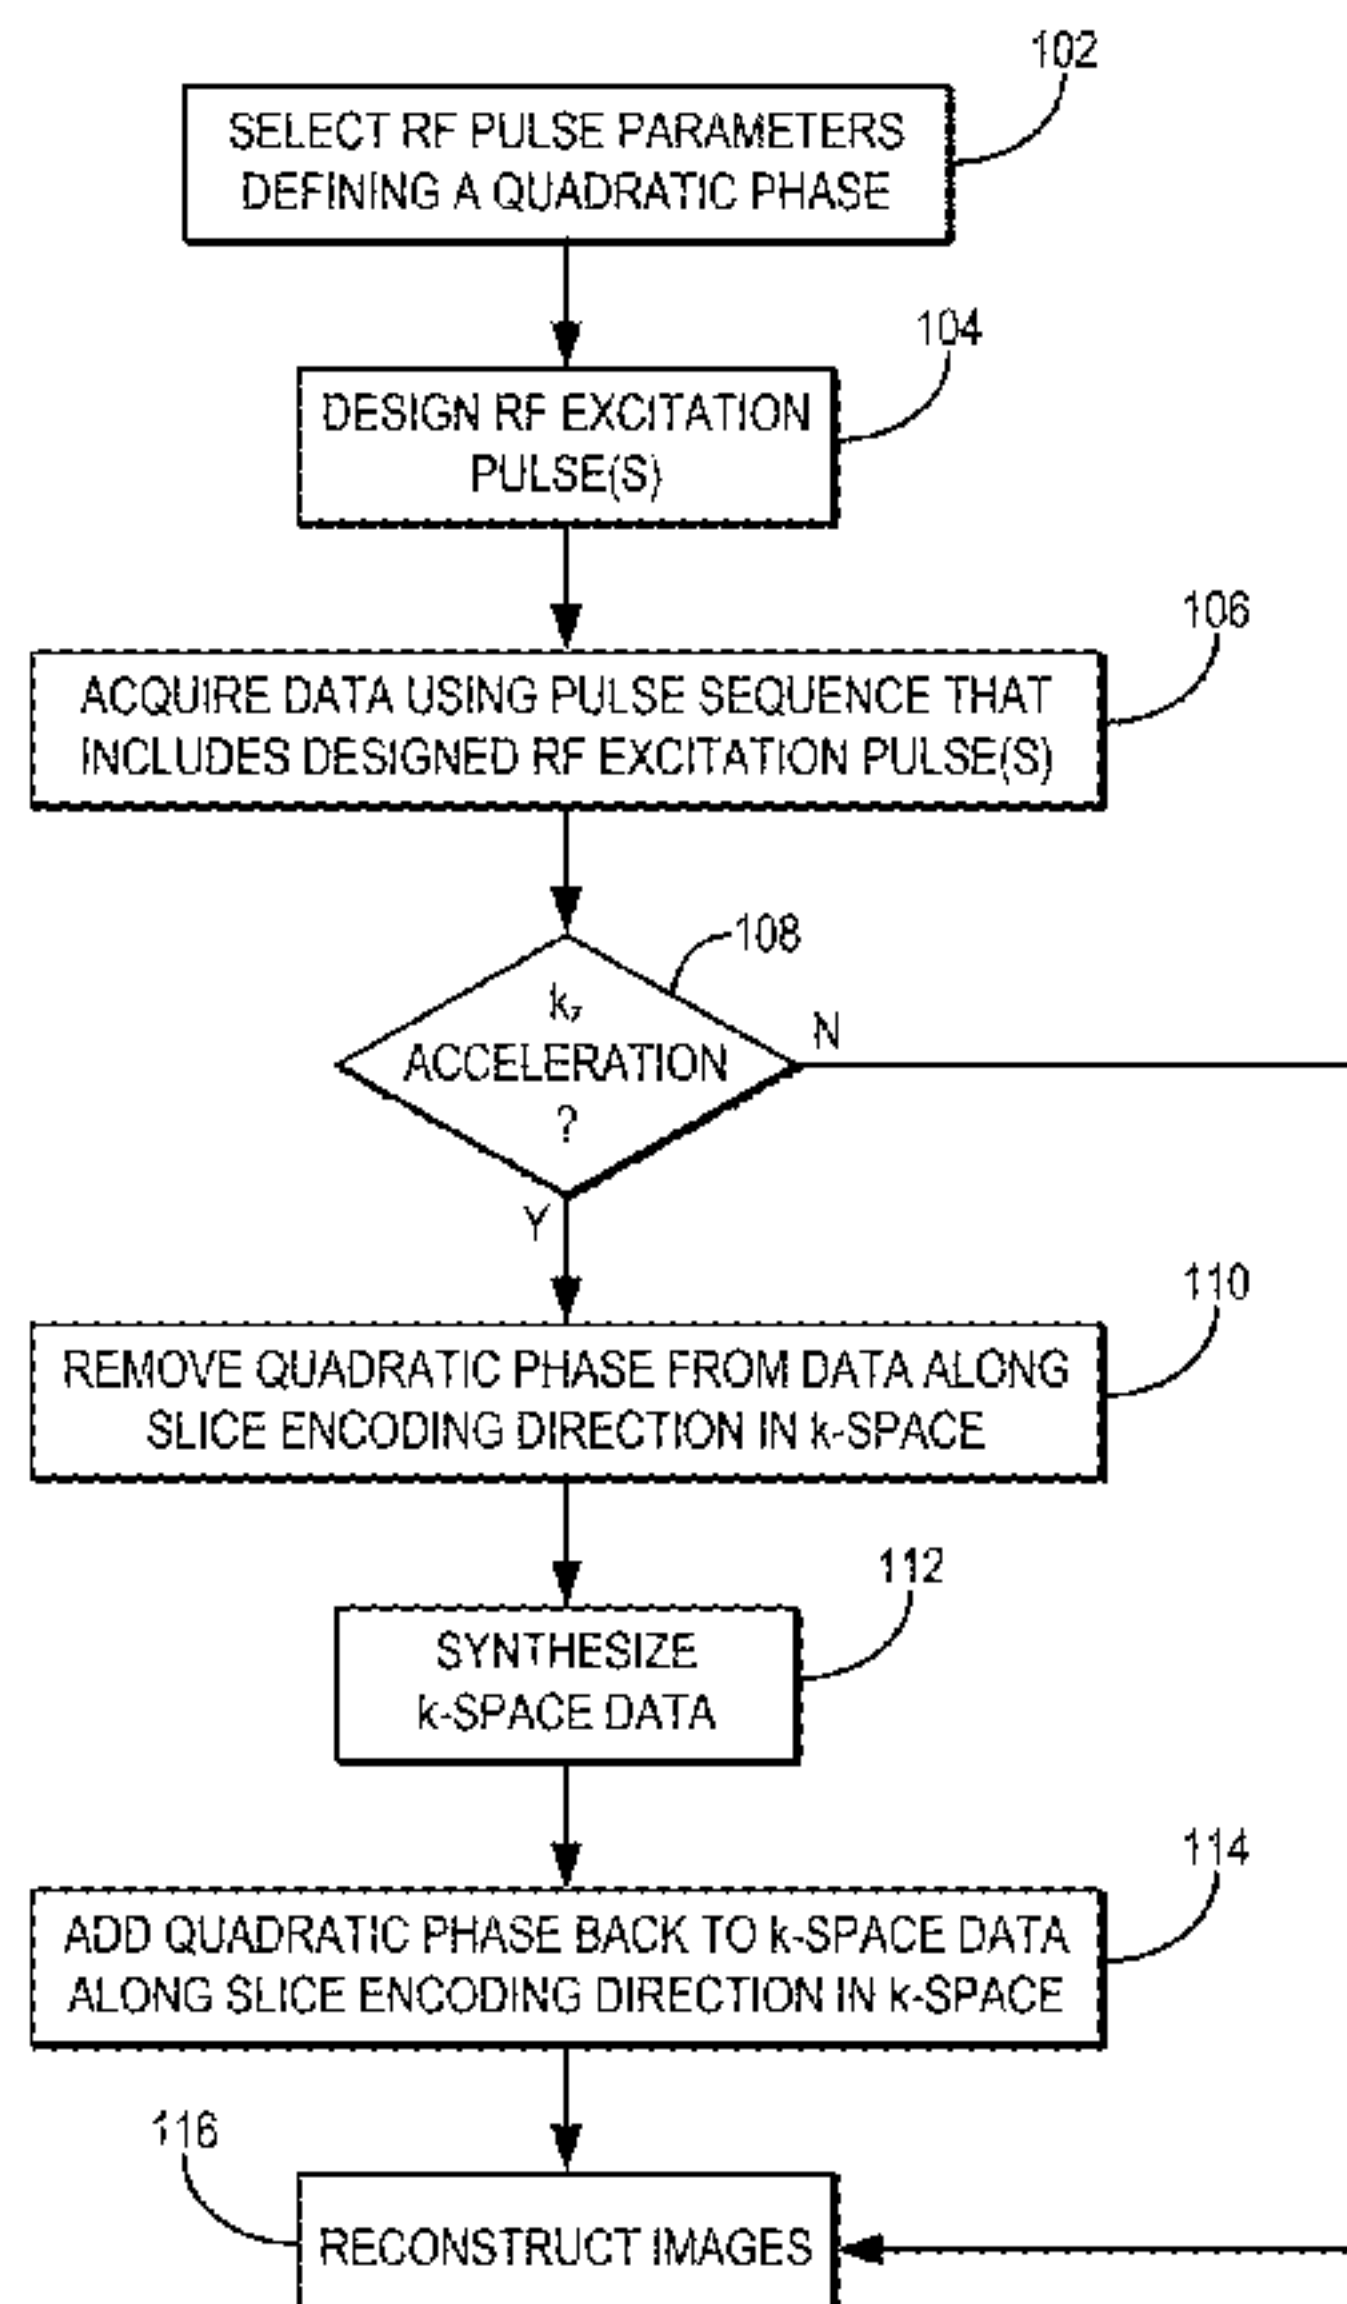 102
SELECT RF PULSE PARAMETERS
DEFINING A QUADRATIC PHASE
104
DESIGN RF EXCITATION
PULSE(S)
106
ACQUIRE DATA USING PULSE SEQUENCE THAT
INCLUDES DESIGNED RF EXCITATION PULSE(S)
108
kz
ACCELERATION
?
N
Y
110
REMOVE QUADRATIC PHASE FROM DATA ALONG
SLICE ENCODING DIRECTION IN k-SPACE
112
SYNTHESIZE
k-SPACE DATA
114
ADD QUADRATIC PHASE BACK TO k-SPACE DATA
ALONG SLICE ENCODING DIRECTION IN k-SPACE
116
RECONSTRUCT IMAGES